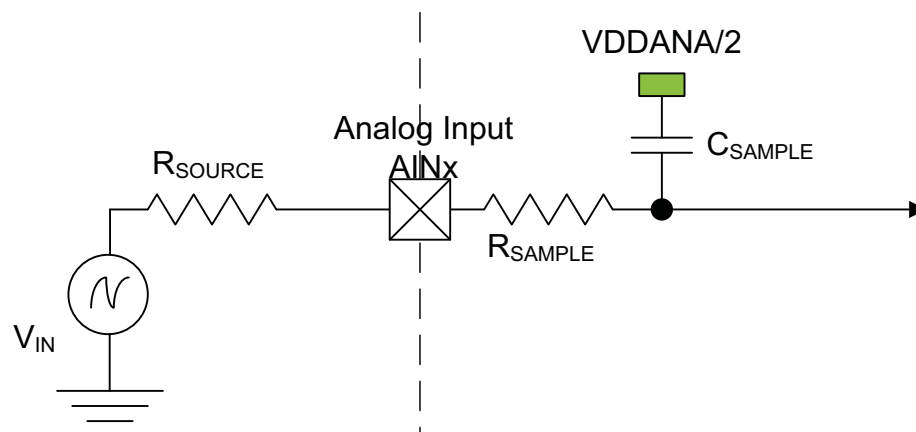 VDDANA/2
Analog Input
AINx
CSAMPLE
RSOURCE
RSAMPLE
VIN